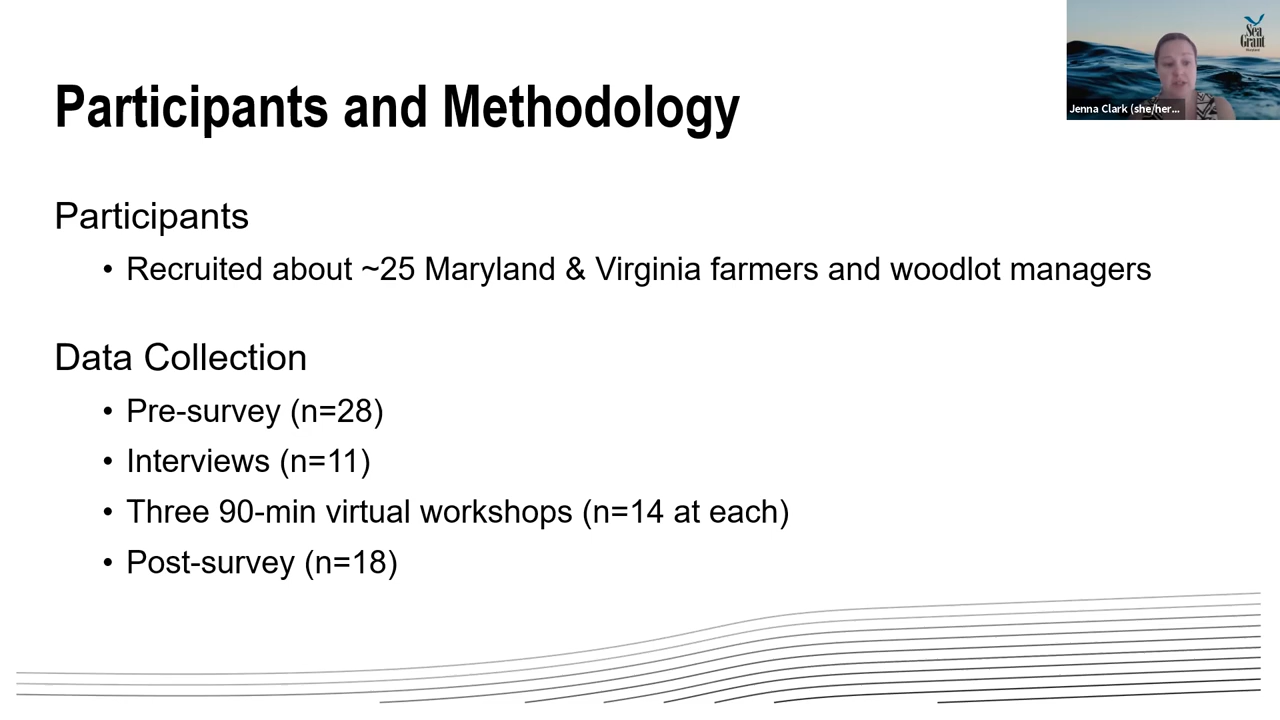 Participants and Methodology
Sea
Grant
Maryland
Jenna Clark (she/her...
Participants
• Recruited about ~25 Maryland & Virginia farmers and woodlot managers
Data Collection
• Pre-survey (n=28)
• Interviews (n=11)
• Three 90-min virtual workshops (n=14 at each)
• Post-survey (n=18)